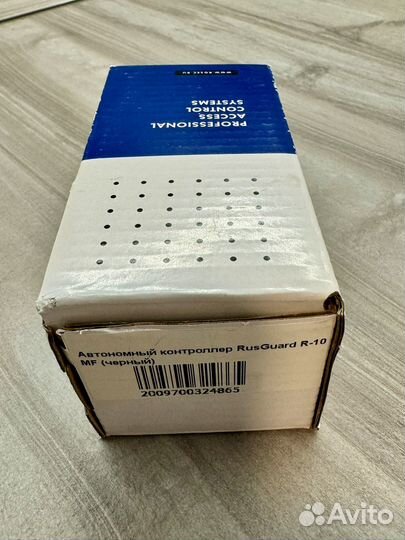 PROFESSIONAL
ACCESS
CONTROL
SYSTEMS
Автономный контроллер RusGuard R-10
MF (черный)
2009700324865
Avito